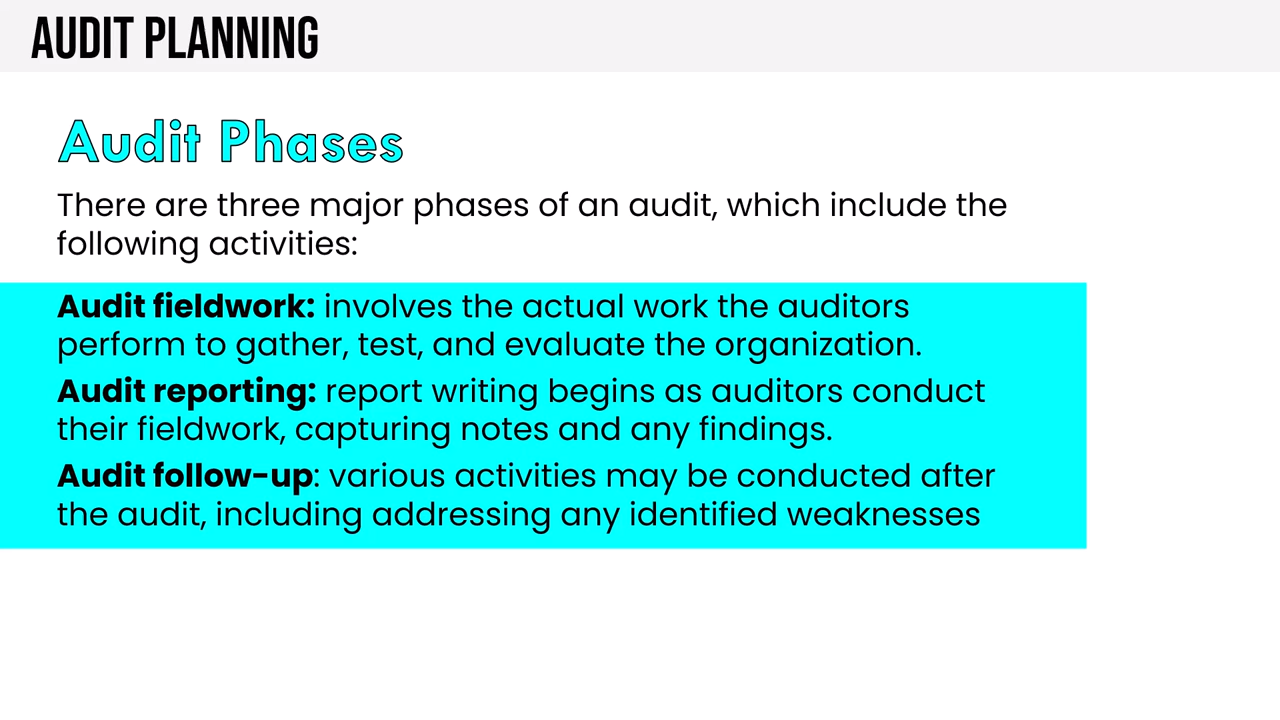 AUDIT PLANNING
Audit Phases
There are three major phases of an audit, which include the
following activities:
Audit fieldwork: involves the actual work the auditors
perform to gather, test, and evaluate the organization.
Audit reporting: report writing begins as auditors conduct
their fieldwork, capturing notes and any findings.
Audit follow-up: various activities may be conducted after
the audit, including addressing any identified weaknesses